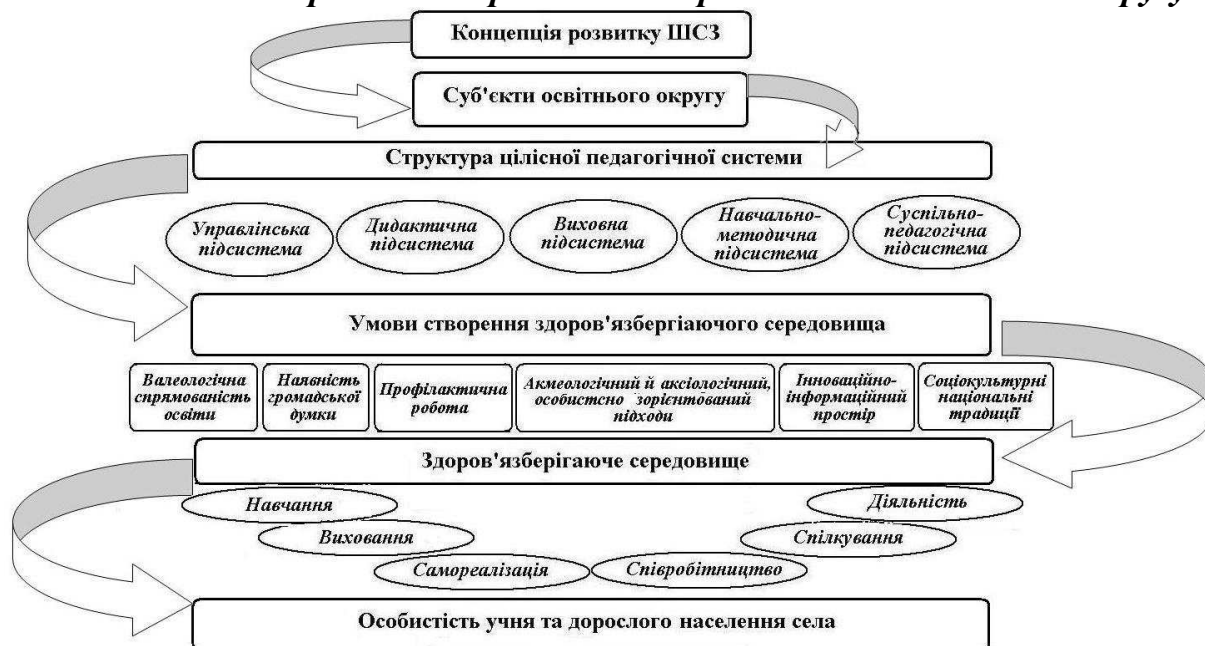 Концепція розвитку ШСЗ
Суб'єкти освітнього округу
Структура цілісної педагогічної системи
Управлінська
підсистема
Дидактична
підсистема
Виховна
підсистема
Навчально-
методична
підсистема
Суспільно-
педагогічна
підсистема
Умови створення здоров'язбергіаючого середовища
Валеологічна
спрямованість
освіти
Наявність
громадської
думки
Профілактична
робота
Акмеологічний й аксіологічний,
особистсно зорієнтований
підходи
Інноваційно-
інформаційний
простір
Соціокультурні
національні
традиції
Здоров'язберігаюче середовище
Навчання
Діяльність
Виховання
Спілкування
Самореалізація
Співробітництво
Особистість учня та дорослого населення села